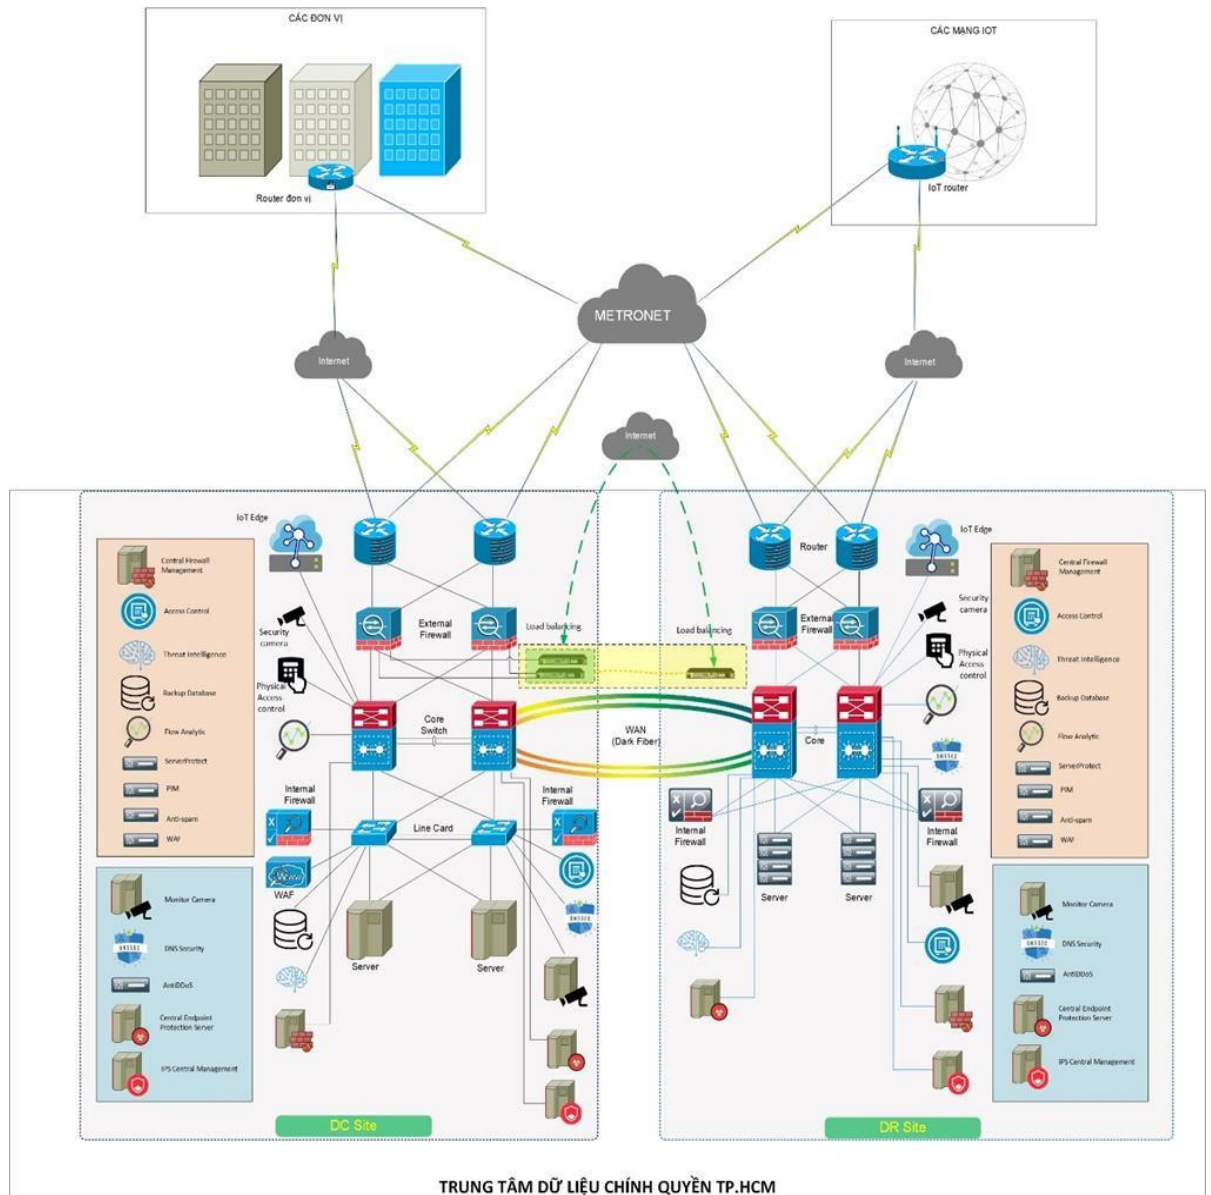 CÁC ĐƠN VỊ
CÁC MẠNG IOT
Router đơn vị
IoT router
METRONET
Internet
Internet
Internet
IoT Edge
Central Firewall
Management
Access Control
Threat Intelligence
Backup Database
Flow Analytic
ServerProtect
PIM
Anti-spam
WAF
Monitor Camera
DNSSEC
DNS Security
AntiDDoS
Central Endpoint
Protection Server
IPS Central Management
Security
camera
Physical
Access
control
External
Firewall
Core
Switch
Internal
Firewall
Line Card
Internal
Firewall
WAF
Server
Server
DNSSEC
Load balancing
Load balancing
WAN
(Dark Fiber)
DC Site
Router
External
Firewall
Core
Internal
Firewall
Internal
Firewall
Server
Server
IoT Edge
Security
camera
Physical
Access
control
DNSSEC
Central Firewall
Management
Access Control
Threat Intelligence
Backup Database
Flow Analytic
ServerProtect
PIM
Anti-spam
WAF
Monitor Camera
DNSSEC
DNS Security
AntiDDoS
Central Endpoint
Protection Server
IPS Central Management
DR Site
TRUNG TÂM DỮ LIỆU CHÍNH QUYỀN TP.HCM